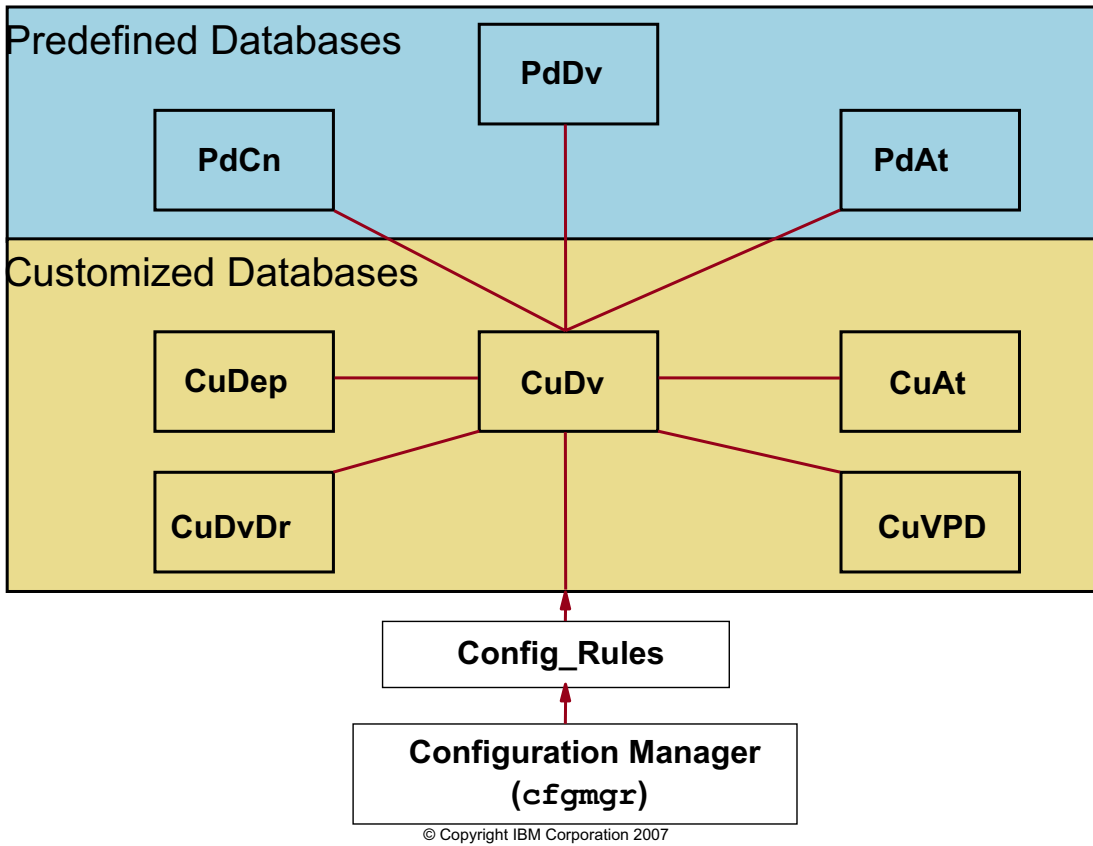 Predefined Databases
PdDv
PdCn
PdAt
Customized Databases
CuDep
CuDv
CuAt
CuDvDr
CuVPD
Config_Rules
Configuration Manager
(cfgmgr)
© Copyright IBM Corporation 2007